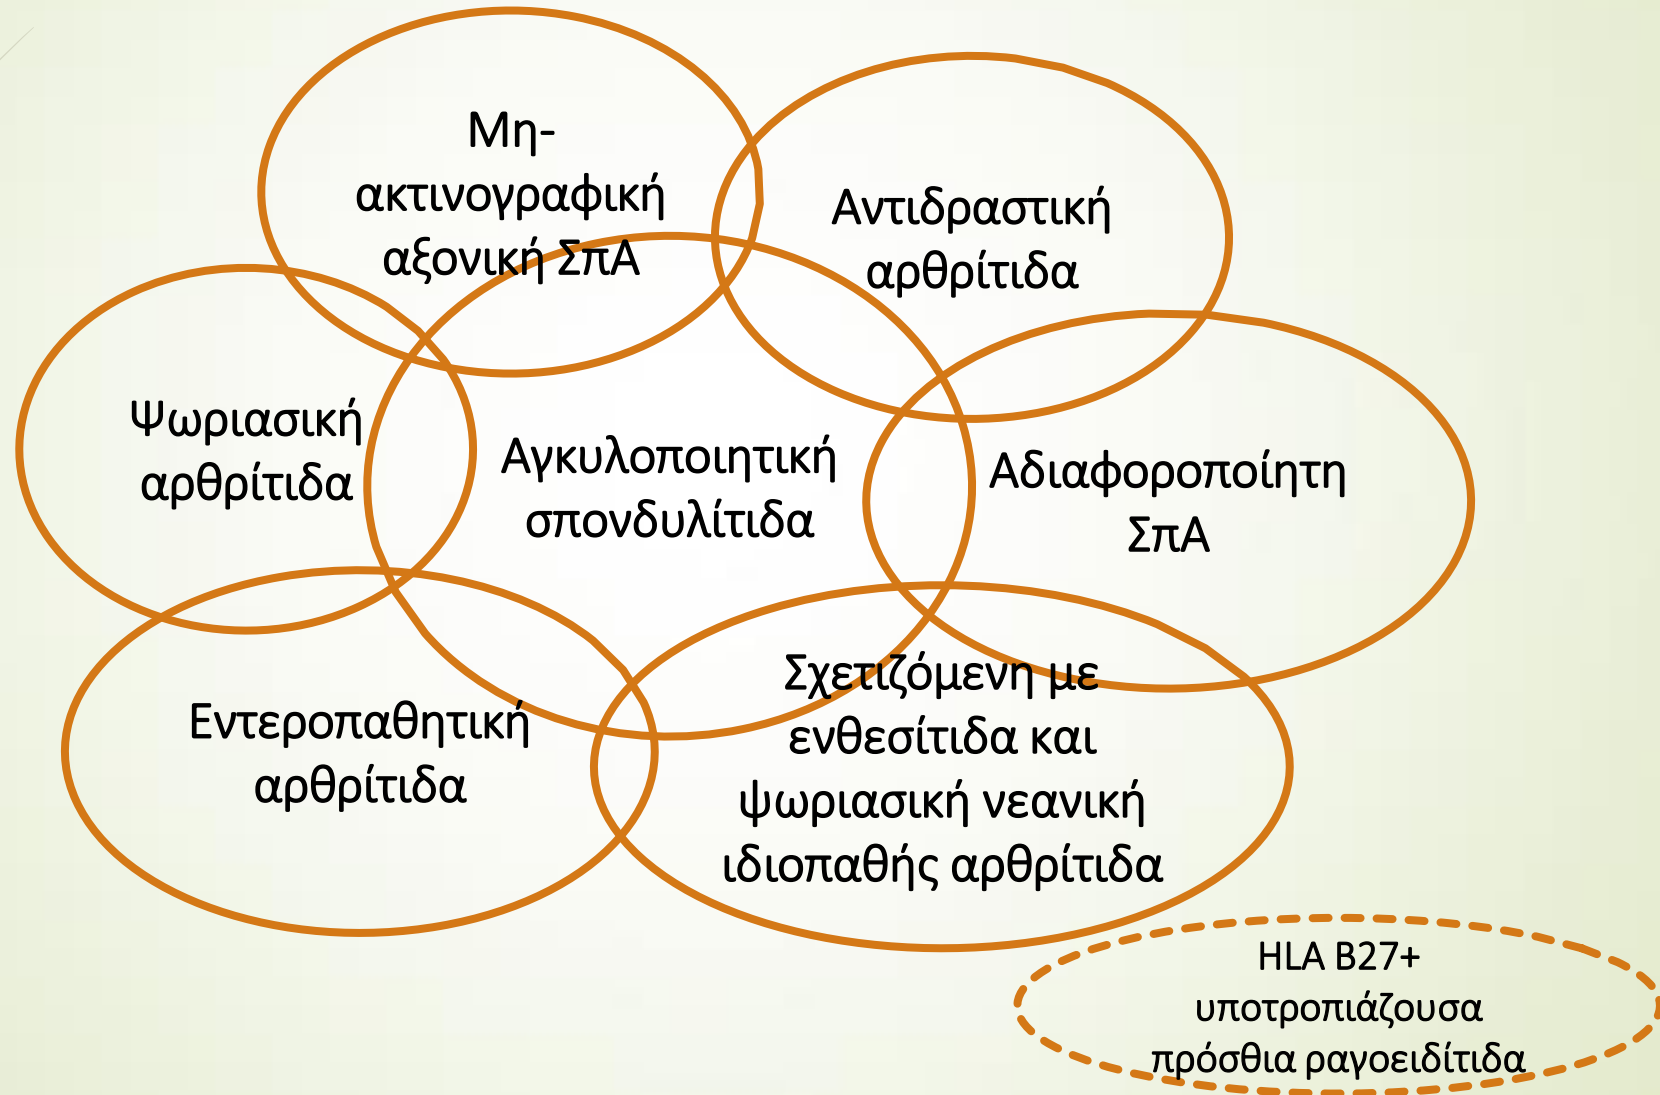 Μη-
ακτινογραφική
αξονική ΣπΑ
Αντιδραστική
αρθρίτιδα
Ψωριασική
αρθρίτιδα
Αγκυλοποιητική
σπονδυλίτιδα
Αδιαφοροποίητη
ΣπΑ
Εντεροπαθητική
αρθρίτιδα
Σχετιζόμενη με
ενθεσίτιδα και
ψωριασική νεανική
ιδιοπαθής αρθρίτιδα
HLA B27+
υποτροπιάζουσα
πρόσθια ραγοειδίτιδα